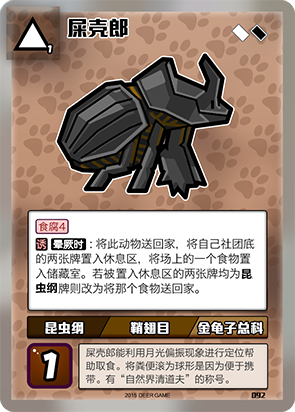 屎壳郎
1
食腐4
诱 晕厥时：将此动物送回家，将自己社团底
的两张牌置入休息区，将场上的一个食物置
入储藏室。若被置入休息区的两张牌均为昆
虫纲牌则改为将那个食物送回家。
昆虫纲 鞘翅目 金龟子总科
1
屎壳郎能利用月光偏振现象进行定位帮
助取食。将粪便滚为球形是因为便于携
带。有“自然界清道夫”的称号。
2015 DEER GAME
092